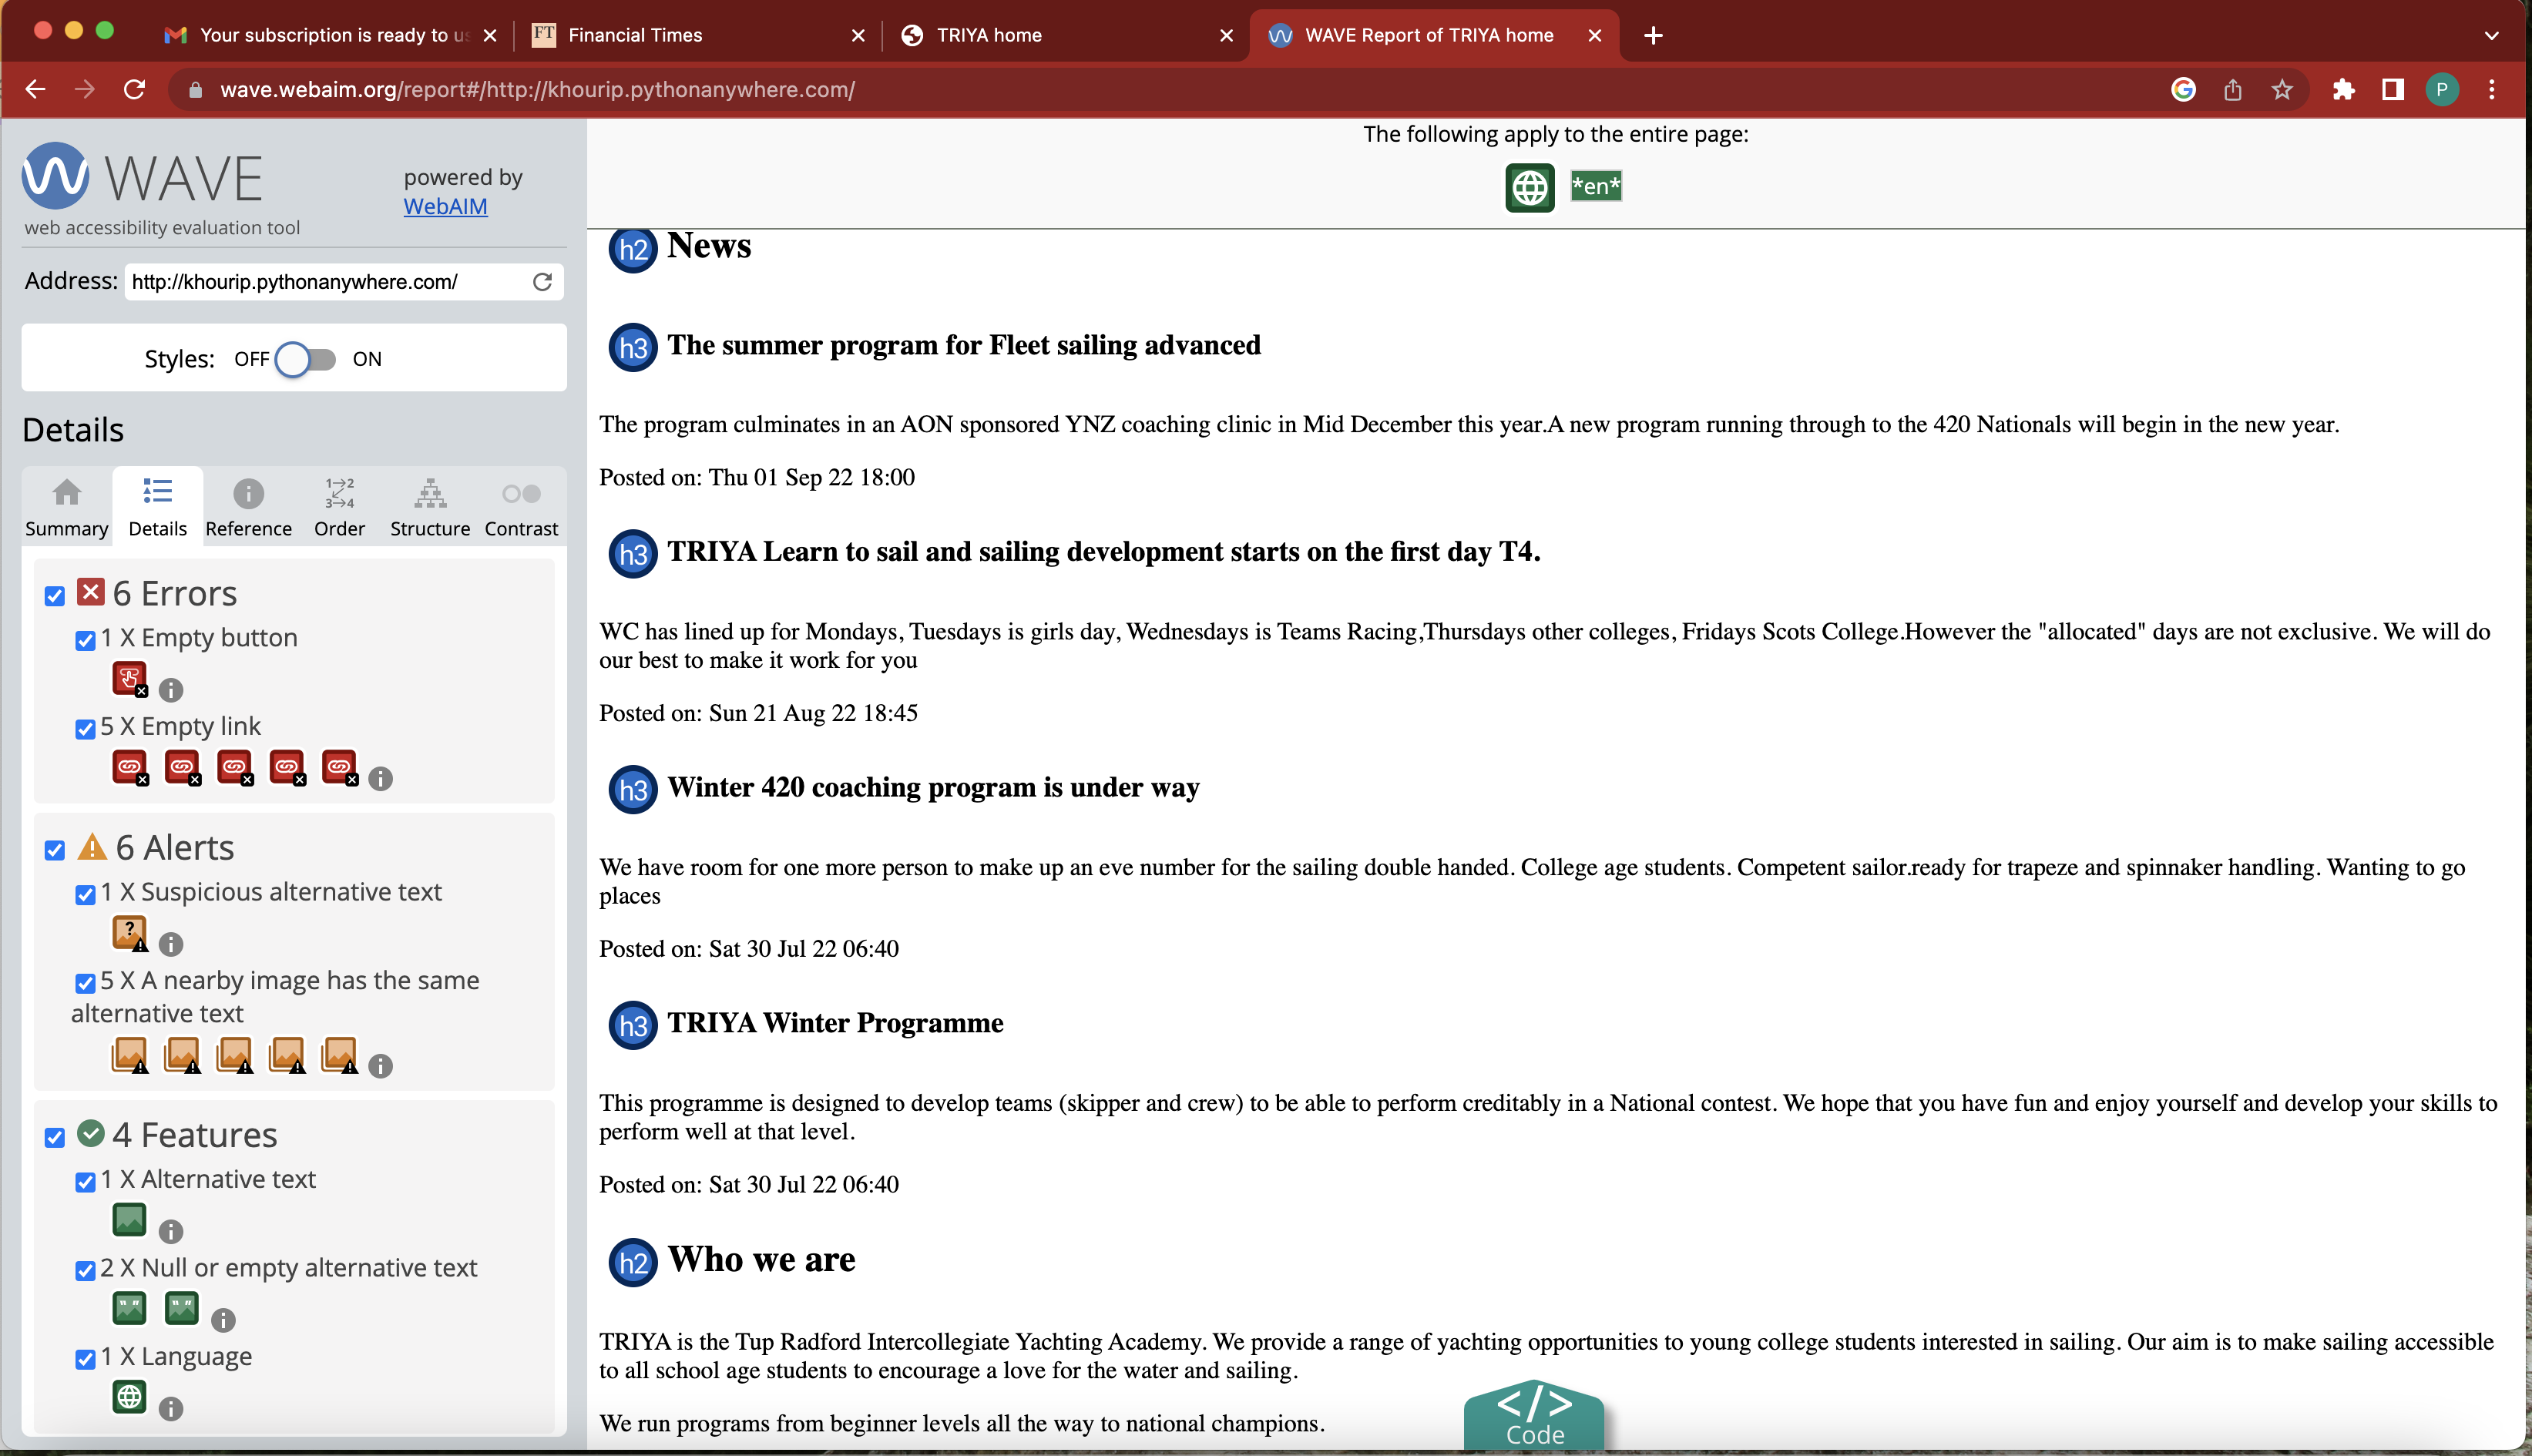 Your subscription is ready to us
FT
Financial Times
TRIYA home
WAVE Report of TRIYA home
wave.webaim.org/report#/http://khourip.pythonanywhere.com/
P
WAVE
web accessibility evaluation tool
powered by
WebAIM
Address: http://khourip.pythonanywhere.com/
Styles: OFF ON
Details
1→2
3→4
Summary Details Reference Order Structure Contrast
6 Errors
1 X Empty button
5 X Empty link
6 Alerts
1 X Suspicious alternative text
5 X A nearby image has the same
alternative text
4 Features
1 X Alternative text
2 X Null or empty alternative text
1 X Language
The following apply to the entire page:
*en*
h2 News
h3 The summer program for Fleet sailing advanced
The program culminates in an AON sponsored YNZ coaching clinic in Mid December this year.A new program running through to the 420 Nationals will begin in the new year.
Posted on: Thu 01 Sep 22 18:00
h3 TRIYA Learn to sail and sailing development starts on the first day T4.
WC has lined up for Mondays, Tuesdays is girls day, Wednesdays is Teams Racing,Thursdays other colleges, Fridays Scots College.However the "allocated" days are not exclusive. We will do
our best to make it work for you
Posted on: Sun 21 Aug 22 18:45
h3 Winter 420 coaching program is under way
We have room for one more person to make up an eve number for the sailing double handed. College age students. Competent sailor.ready for trapeze and spinnaker handling. Wanting to go
places
Posted on: Sat 30 Jul 22 06:40
h3 TRIYA Winter Programme
This programme is designed to develop teams (skipper and crew) to be able to perform creditably in a National contest. We hope that you have fun and enjoy yourself and develop your skills to
perform well at that level.
Posted on: Sat 30 Jul 22 06:40
h2 Who we are
TRIYA is the Tup Radford Intercollegiate Yachting Academy. We provide a range of yachting opportunities to young college students interested in sailing. Our aim is to make sailing accessible
to all school age students to encourage a love for the water and sailing.
We run programs from beginner levels all the way to national champions.
</>
Code